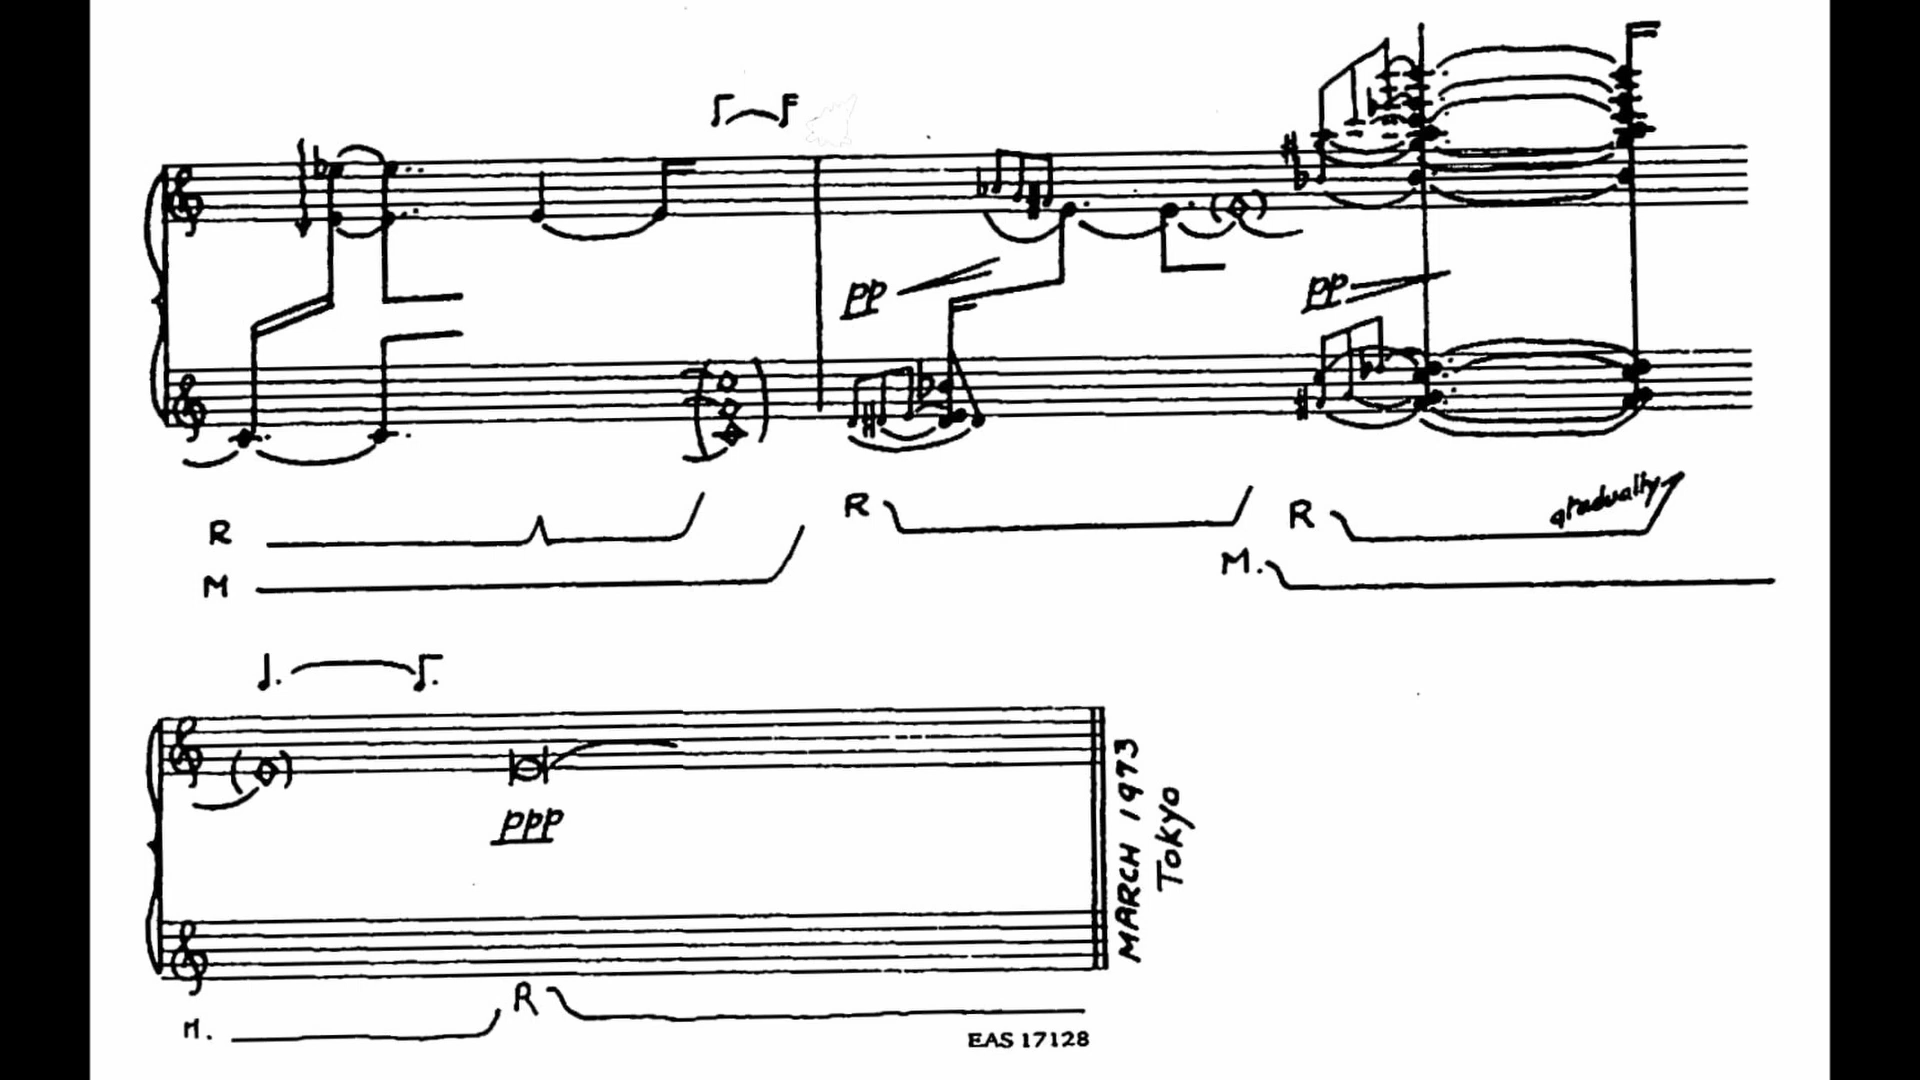 pp
pp
R
R
R
gradually
M
M.
ppp
MARCH 1973
TOKYO
M.
R
EAS 17128